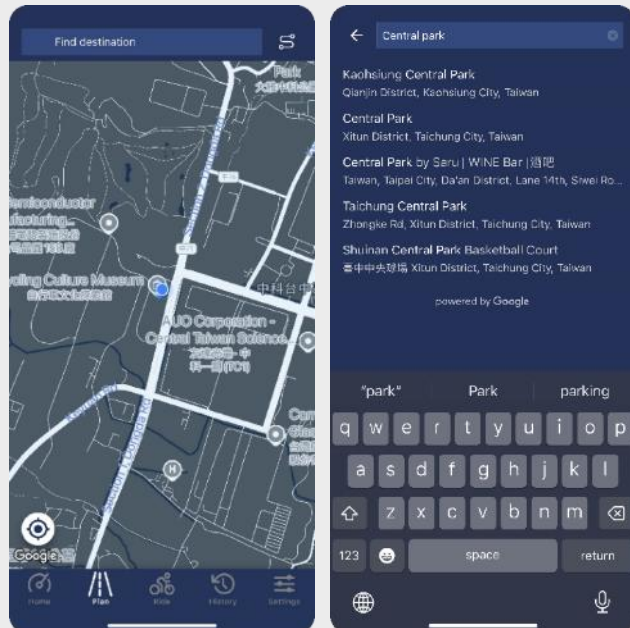 Find destination
Park
Semiconductor
Culture Museum
AUO Corporation -
Central Taiwan Science
Google
Home
Plan
Ride
History
Settings
Central park
Kaohsiung Central Park
Qianjin District, Kaohsiung City, Taiwan
Central Park
Xitun District, Taichung City, Taiwan
Central Park by Saru | WINE Bar |酒吧
Taiwan, Taipei City, Da'an District, Lane 14th, Siwei Ro...
Taichung Central Park
Zhongke Rd, Xitun District, Taichung City, Taiwan
Shuinan Central Park Basketball Court
臺中中央球場 Xitun District, Taichung City, Taiwan
powered by Google
"park"
Park
parking
q w e r t y u i o p
a s d f g h j k l
z x c v b n m
123
space
return